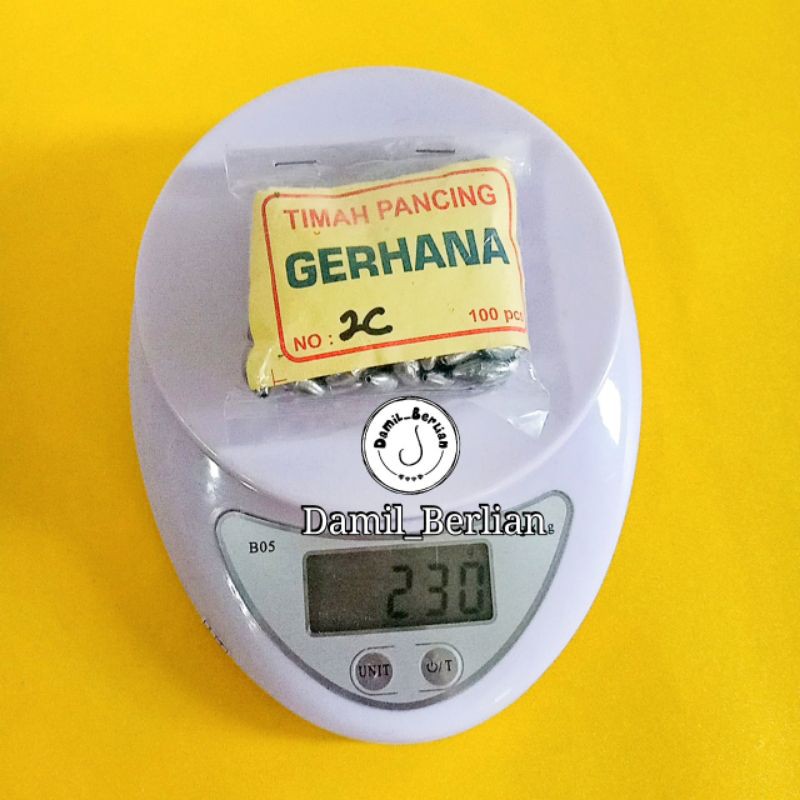 TIMAH PANCING
GERHANA
NO : 2C
100 pcs
Damil_Berlian
Damil_Berlian
B05
g
230
UNIT
⏻/T